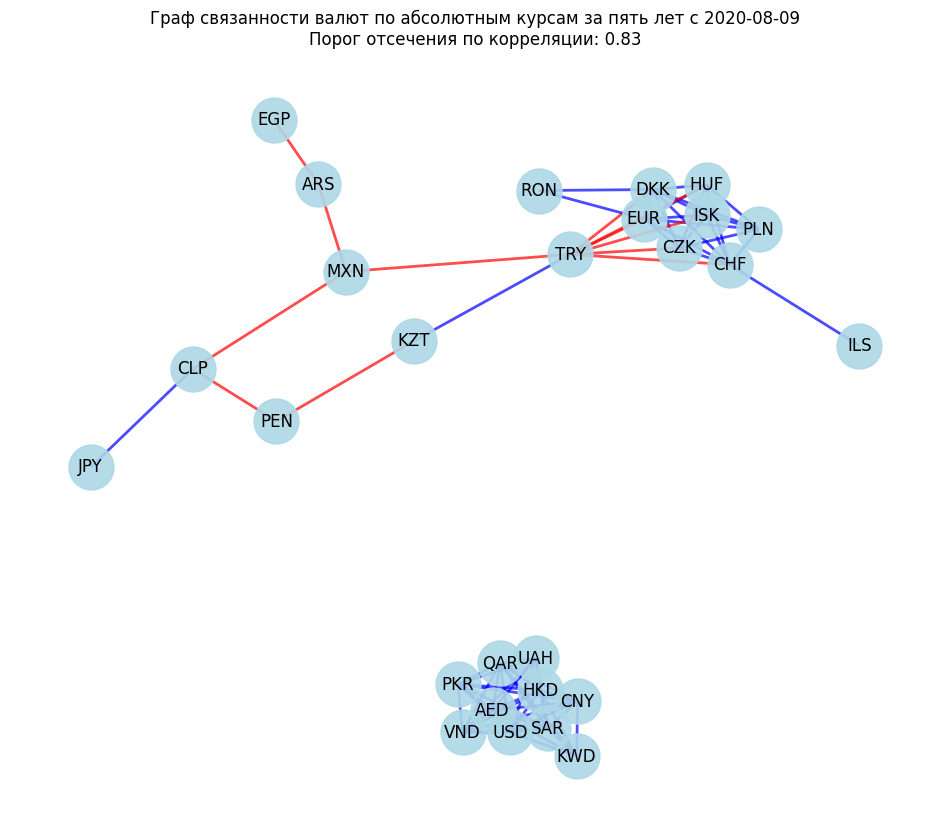 Граф связанности валют по абсолютным курсам за пять лет с 2020-08-09
Порог отсечения по корреляции: 0.83
EGP
ARS
RON
DKK
HUF
EUR
ISK
PLN
TRY
CZK
CHF
MXN
KZT
ILS
CLP
PEN
JPY
QAR
UAH
PKR
HKD
CNY
AED
VND
USD
SAR
KWD